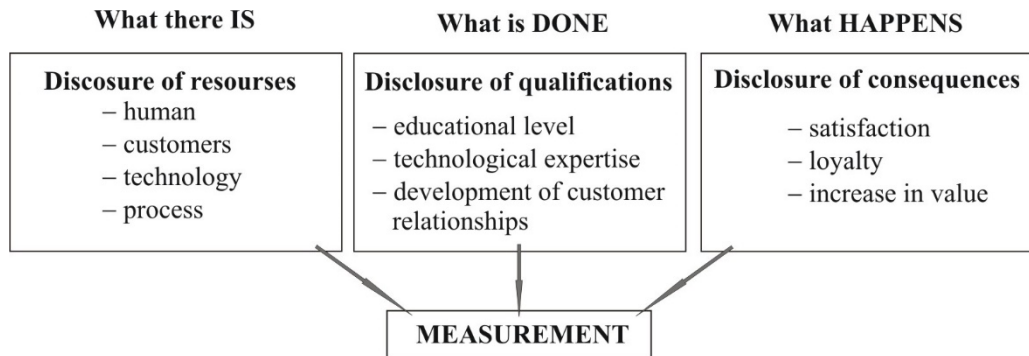 What there IS
Discosure of resourses
– human
– customers
– technology
– process
What is DONE
Disclosure of qualifications
– educational level
– technological expertise
– development of customer
relationships
What HAPPENS
Disclosure of consequences
– satisfaction
– loyalty
– increase in value
MEASUREMENT